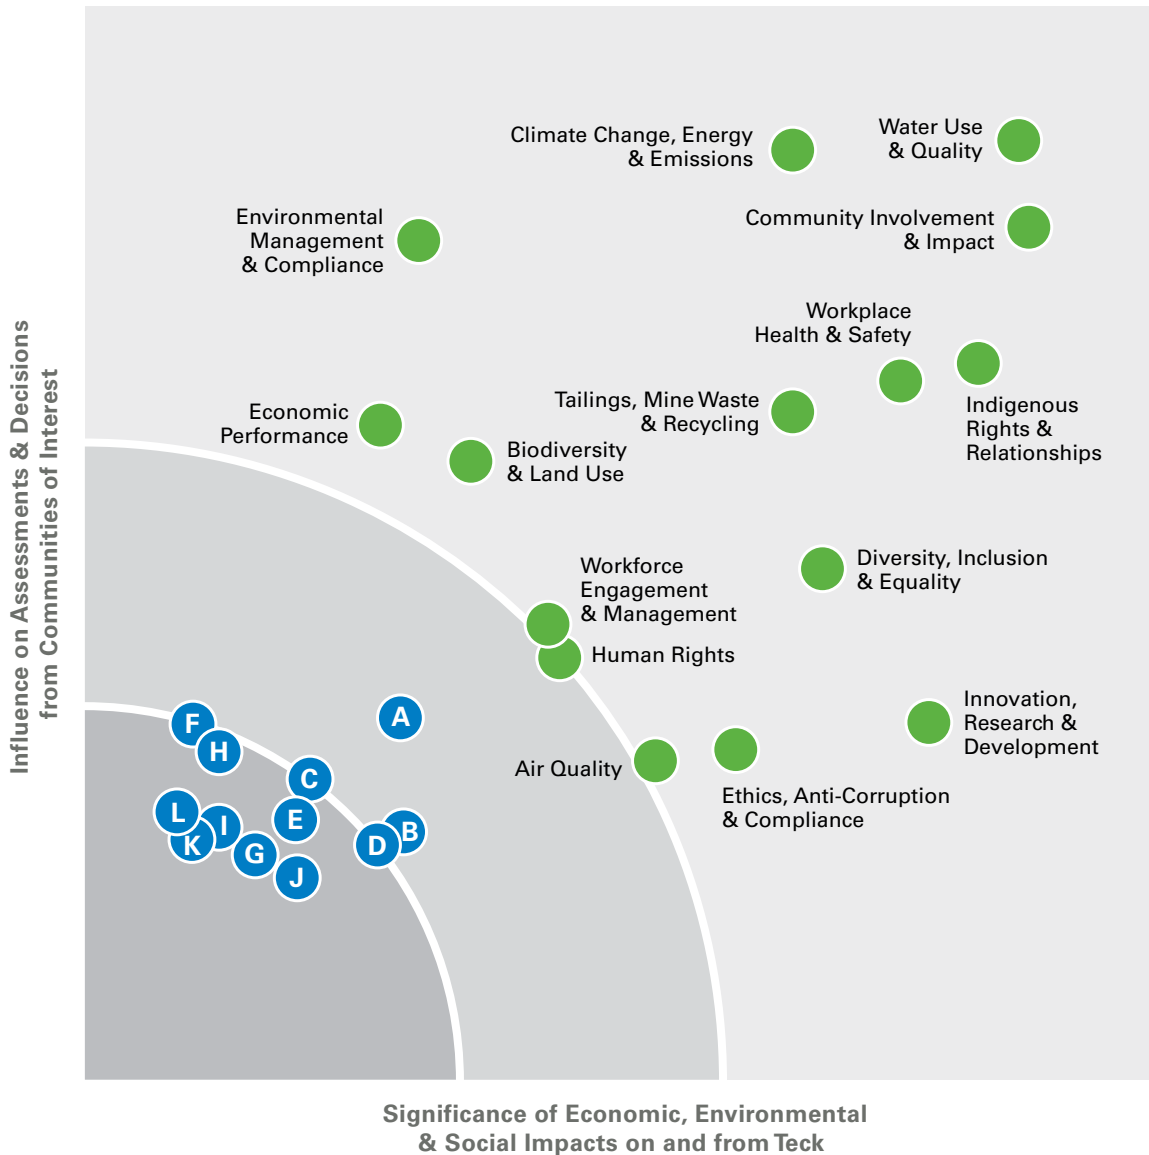 Climate Change, Energy
& Emissions
Water Use
& Quality
Environmental
Management
& Compliance
Community Involvement
& Impact
Workplace
Health & Safety
Indigenous
Rights &
Relationships
Tailings, Mine Waste
& Recycling
Economic
Performance
Biodiversity
& Land Use
Diversity, Inclusion
& Equality
Workforce
Engagement
& Management
Human Rights
Innovation,
Research &
Development
Air Quality
Ethics, Anti-Corruption
& Compliance
A
F
H
C
L
I
E
K
G
D
B
J
Influence on Assessments & Decisions
from Communities of Interest
Significance of Economic, Environmental
& Social Impacts on and from Teck